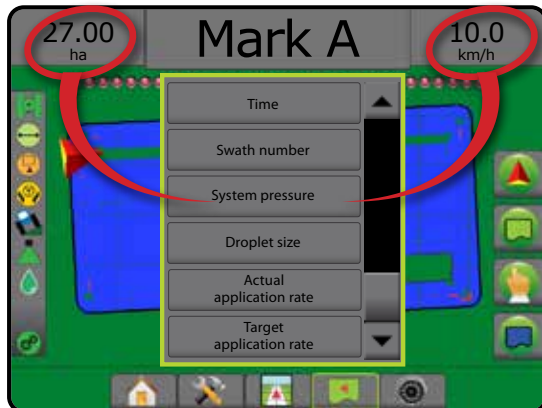 27.00
ha
Mark A
10.0
km/h
Time
Swath number
System pressure
Droplet size
Actual
application rate
Target
application rate